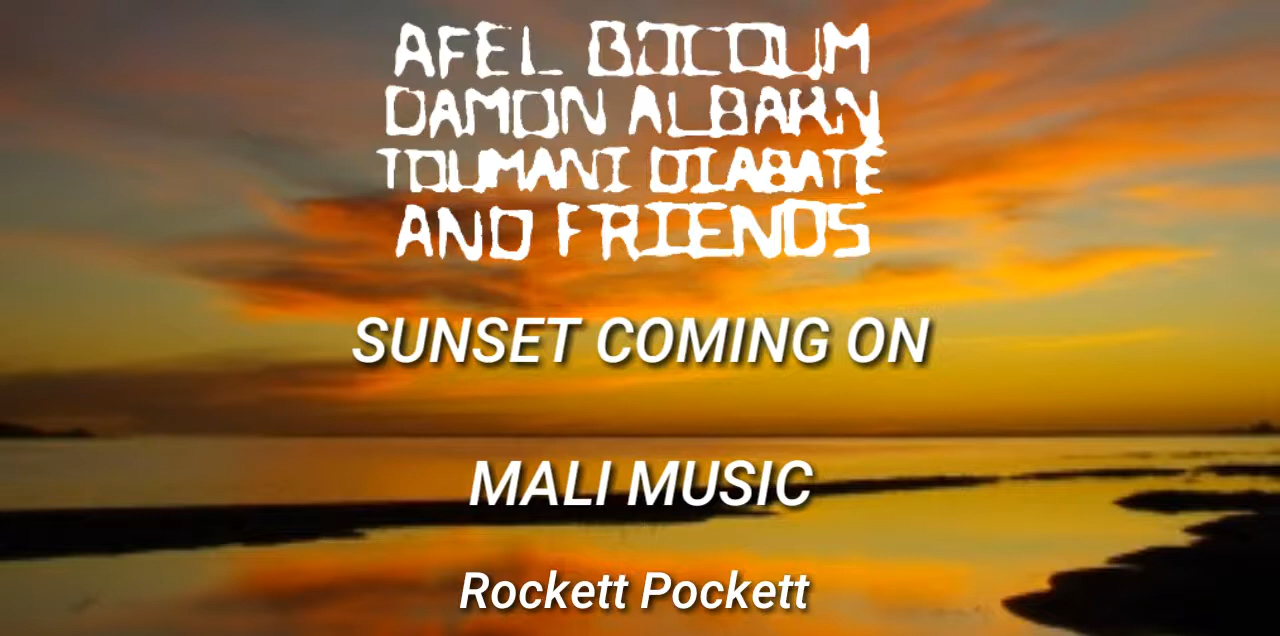 AFEL BOCOUM
DAMON ALBARN
TOUMANI DIABATÉ
AND FRIENDS
SUNSET COMING ON
MALI MUSIC
Rockett Pockett